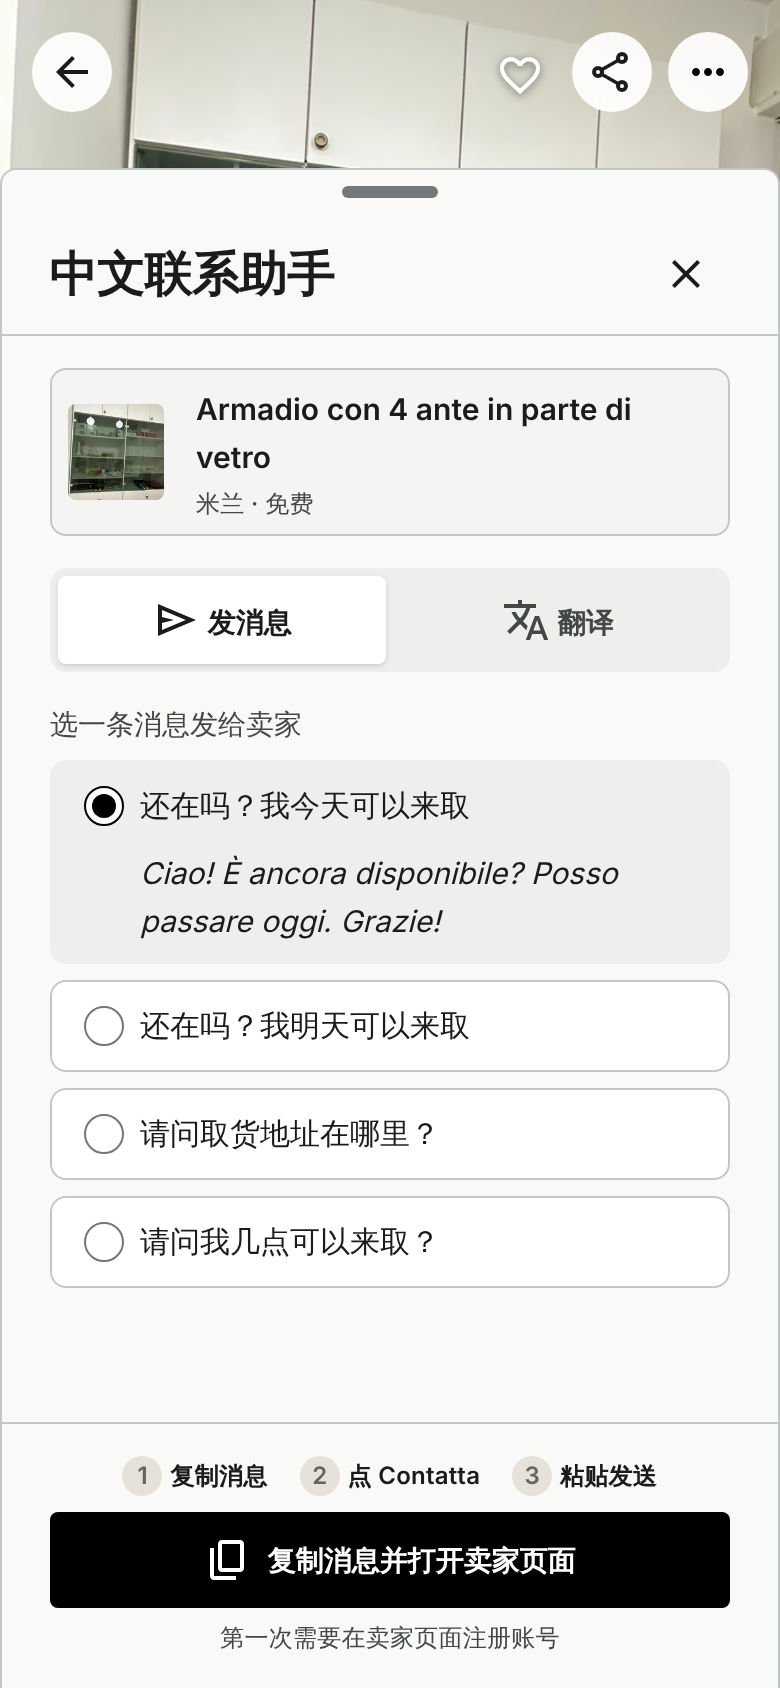 中文联系助手
Armadio con 4 ante in parte di
vetro
米兰 · 免费
发消息
翻译
选一条消息发给卖家
还在吗？我今天可以来取
Ciao! È ancora disponibile? Posso
passare oggi. Grazie!
还在吗？我明天可以来取
请问取货地址在哪里？
请问我几点可以来取？
1 复制消息 2 点 Contatta 3 粘贴发送
复制消息并打开卖家页面
第一次需要在卖家页面注册账号